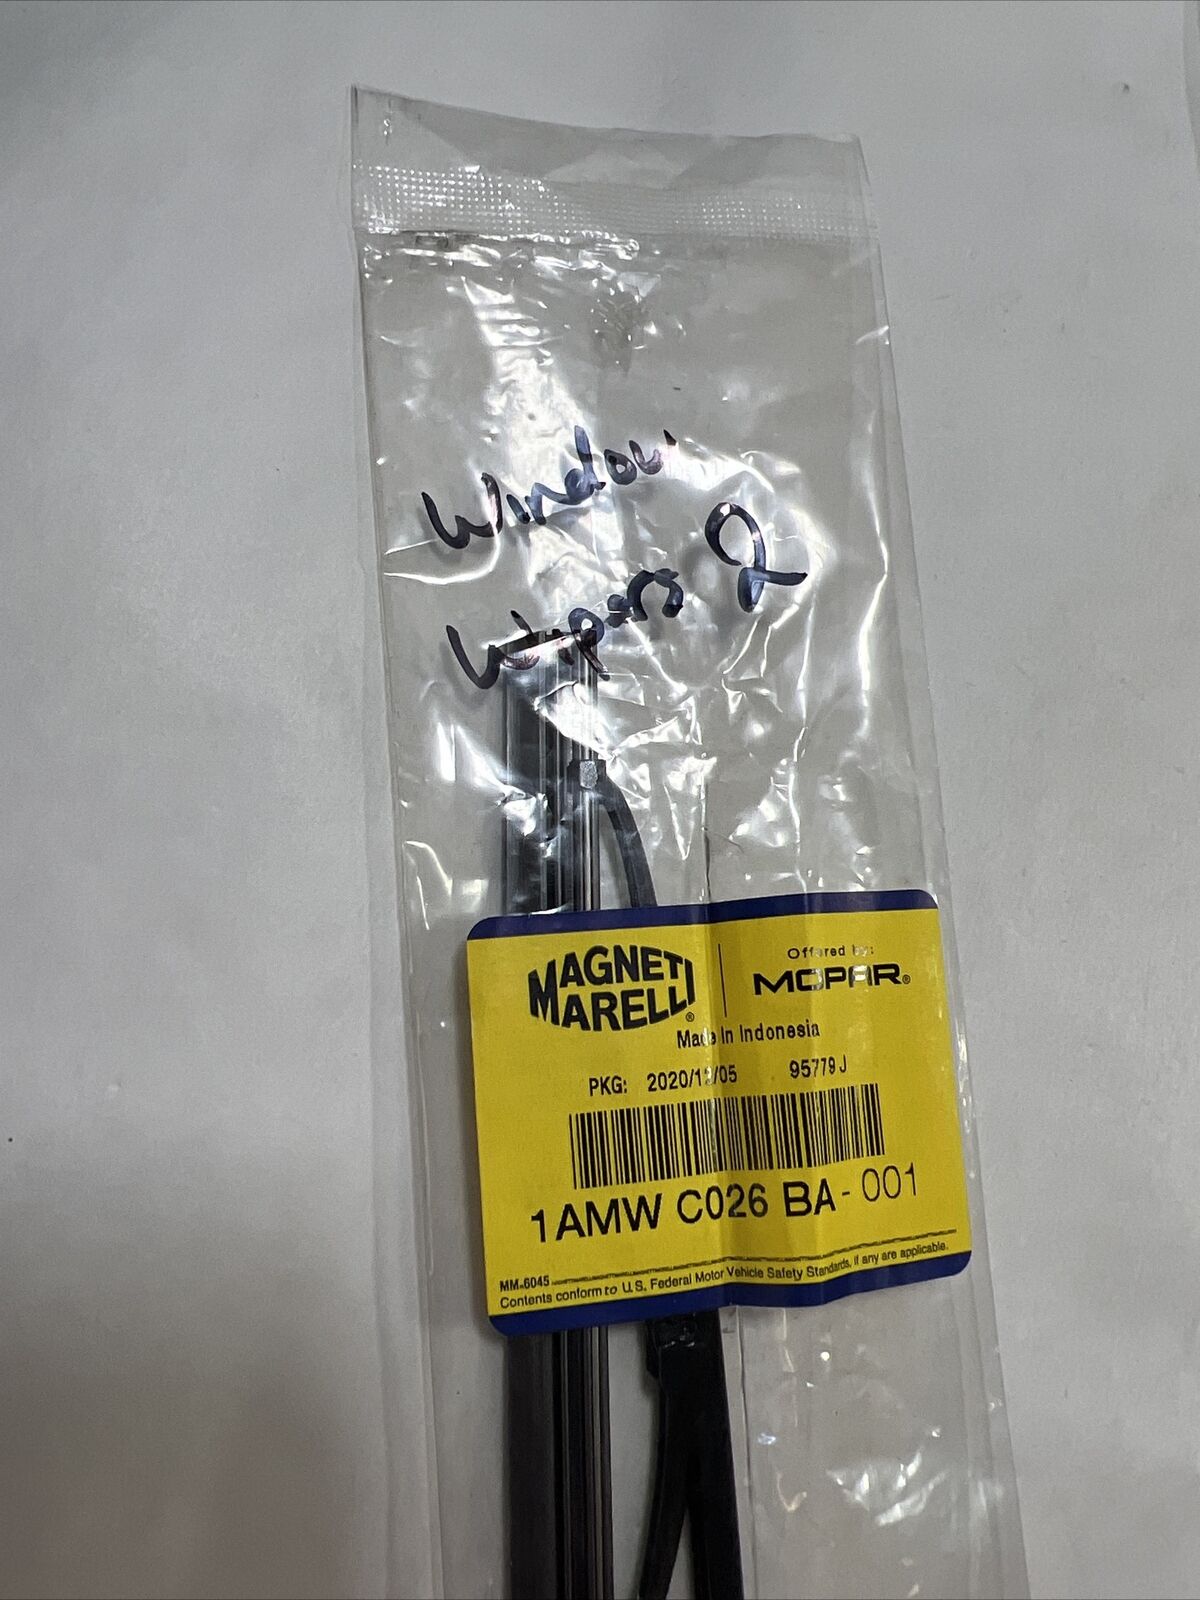 Window
Wipers 2
MAGNETI
MARELLI®
Offered by:
MOPAR®
Made In Indonesia
PKG: 2020/12/05 95779 J
1AMW C026 BA-001
MM-6045
Contents conform to U.S. Federal Motor Vehicle Safety Standards, if any are applicable.